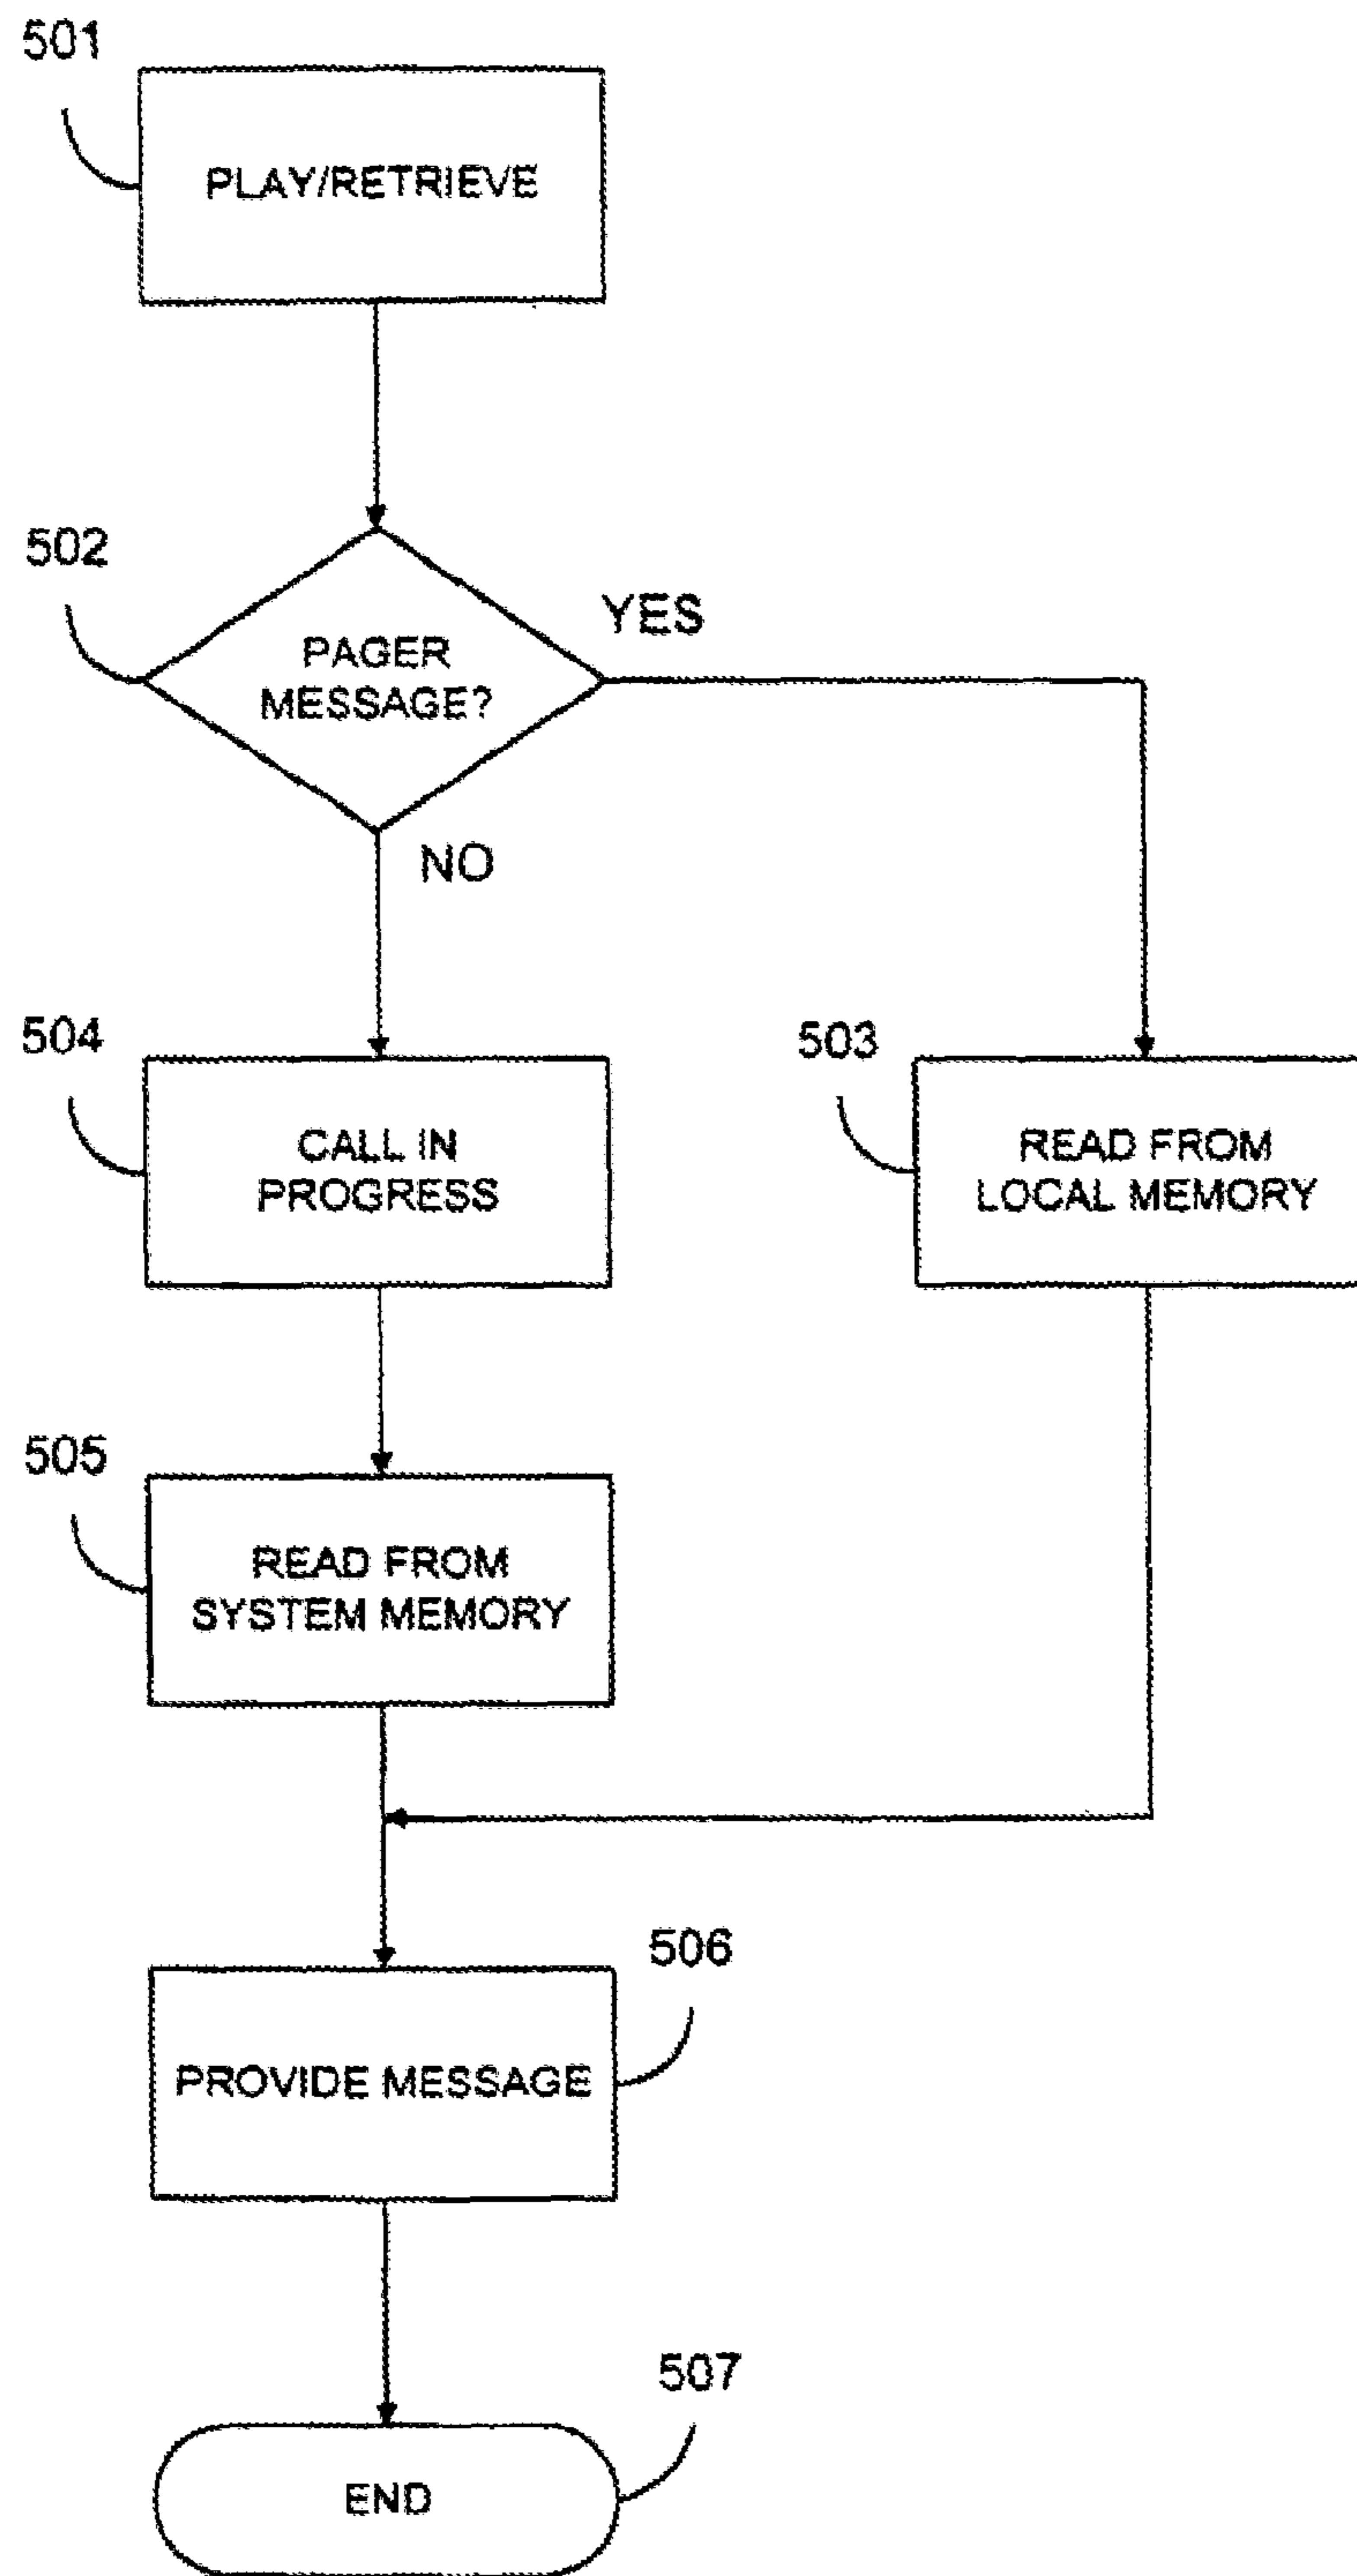 501
PLAY/RETRIEVE
502
PAGER
MESSAGE?
YES
NO
504
CALL IN
PROGRESS
503
READ FROM
LOCAL MEMORY
505
READ FROM
SYSTEM MEMORY
506
PROVIDE MESSAGE
507
END